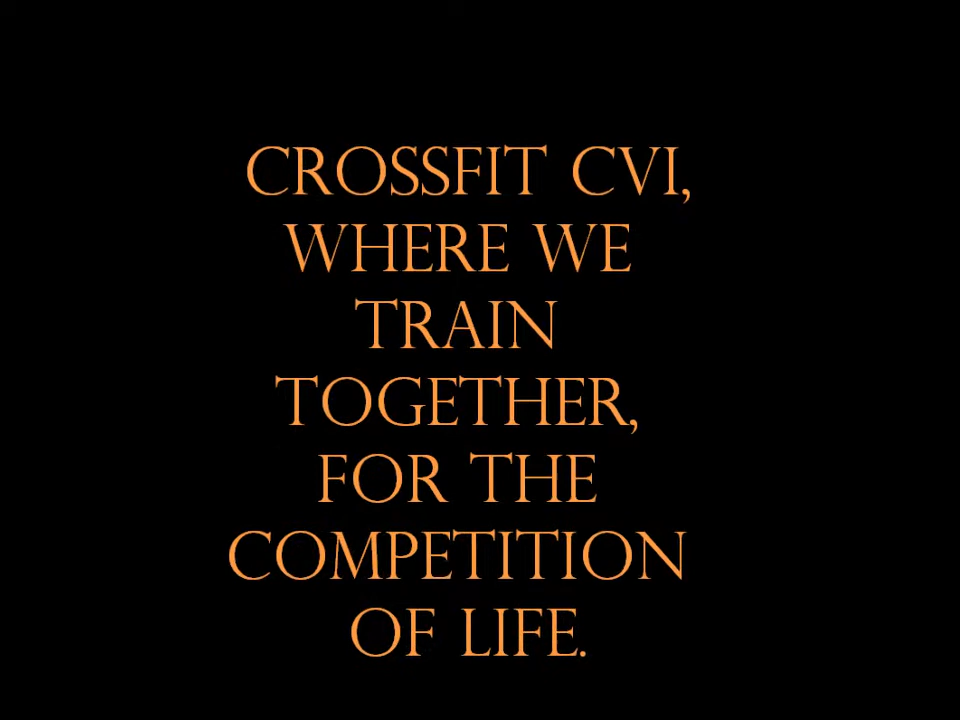 CROSSFIT CVI,
WHERE WE
TRAIN
TOGETHER,
FOR THE
COMPETITION
OF LIFE.